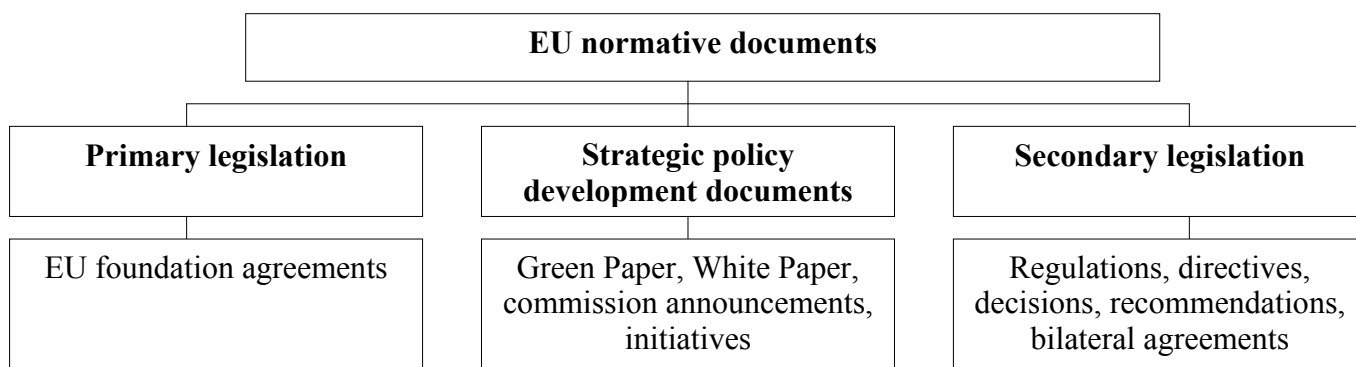 EU normative documents
Primary legislation
Strategic policy
development documents
Secondary legislation
EU foundation agreements
Green Paper, White Paper,
commission announcements,
initiatives
Regulations, directives,
decisions, recommendations,
bilateral agreements